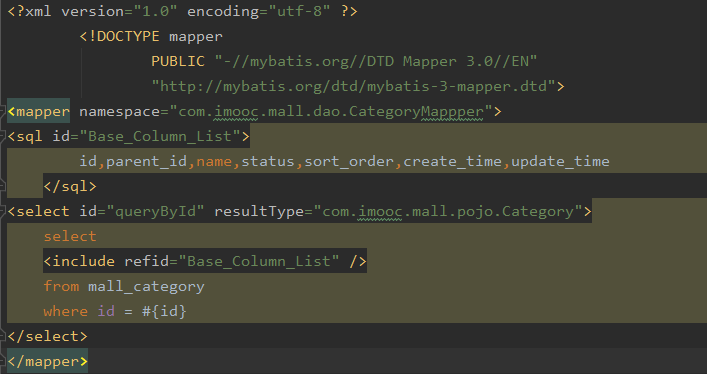 <?xml version="1.0" encoding="utf-8" ?>
<!DOCTYPE mapper
PUBLIC "-//mybatis.org//DTD Mapper 3.0//EN"
"http://mybatis.org/dtd/mybatis-3-mapper.dtd">
<mapper namespace="com.imooc.mall.dao.CategoryMappper">
<sql id="Base_Column_List">
id,parent_id,name,status,sort_order,create_time,update_time
</sql>
<select id="queryById" resultType="com.imooc.mall.pojo.Category">
select
<include refid="Base_Column_List" />
from mall_category
where id = #{id}
</select>
</mapper>